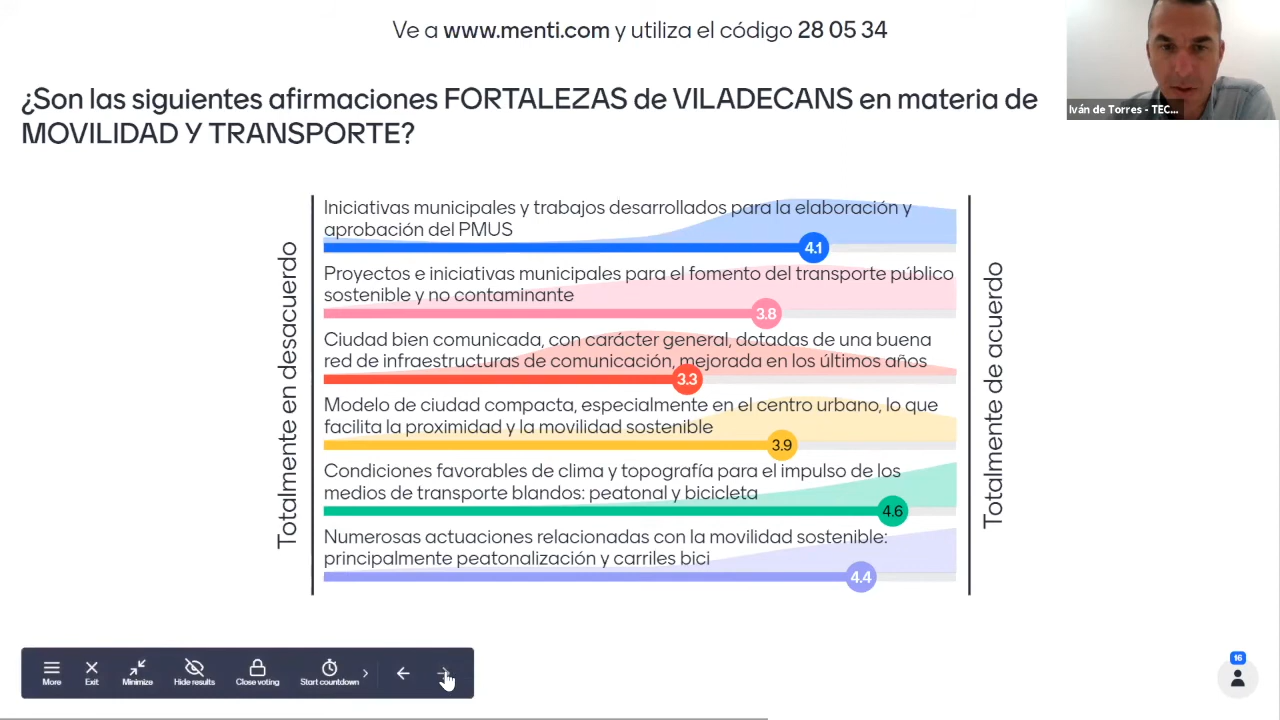 Ve a www.menti.com y utiliza el código 28 05 34
¿Son las siguientes afirmaciones FORTALEZAS de VILADECANS en materia de
MOVILIDAD Y TRANSPORTE?
Iván de Torres - TEC...
Totalmente en desacuerdo
Iniciativas municipales y trabajos desarrollados para la elaboración y
aprobación del PMUS
4.1
Proyectos e iniciativas municipales para el fomento del transporte público
sostenible y no contaminante
3.8
Ciudad bien comunicada, con carácter general, dotadas de una buena
red de infraestructuras de comunicación, mejorada en los últimos años
3.3
Modelo de ciudad compacta, especialmente en el centro urbano, lo que
facilita la proximidad y la movilidad sostenible
3.9
Condiciones favorables de clima y topografía para el impulso de los
medios de transporte blandos: peatonal y bicicleta
4.6
Numerosas actuaciones relacionadas con la movilidad sostenible:
principalmente peatonalización y carriles bici
4.4
Totalmente de acuerdo
More
Exit
Minimize
Hide results
Close voting
Start countdown
16